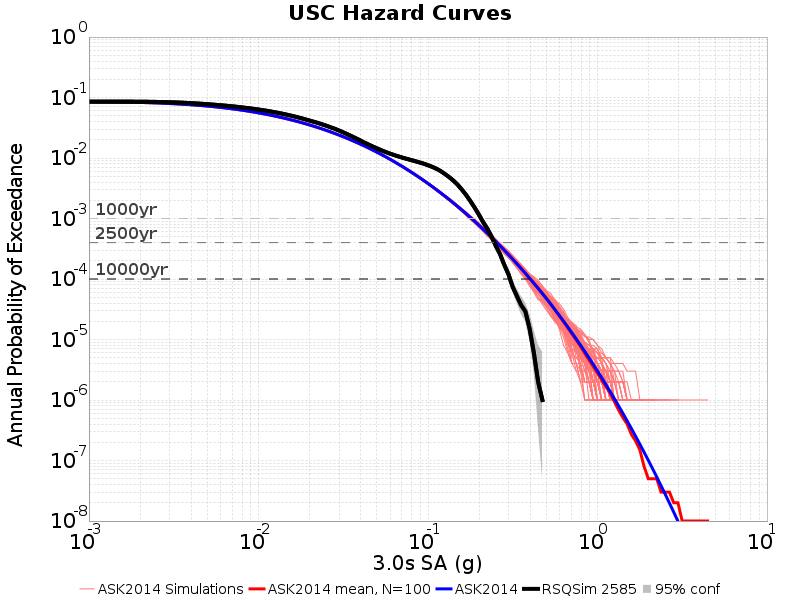 USC Hazard Curves
10^0
10^-1
10^-2
10^-3
10^-4
10^-5
10^-6
10^-7
10^-8
Annual Probability of Exceedance
1000yr
2500yr
10000yr
10^-3 10^-2 10^-1 10^0 10^1
3.0s SA (g)
ASK2014 Simulations ASK2014 mean, N=100 ASK2014 RSQSim 2585 95% conf